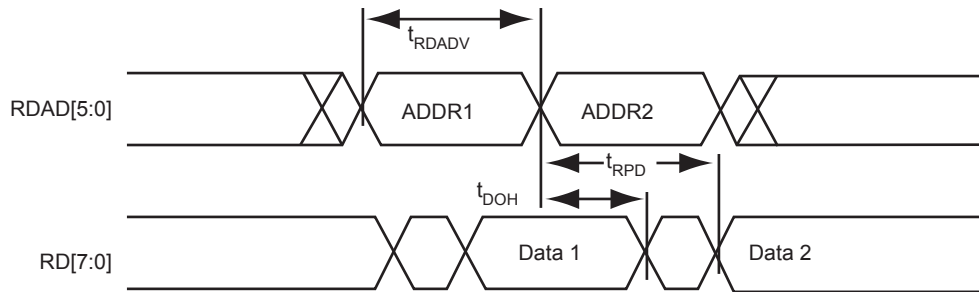 tRDADV
RDAD[5:0]
ADDR1
ADDR2
tRPD
tDOH
RD[7:0]
Data 1
Data 2